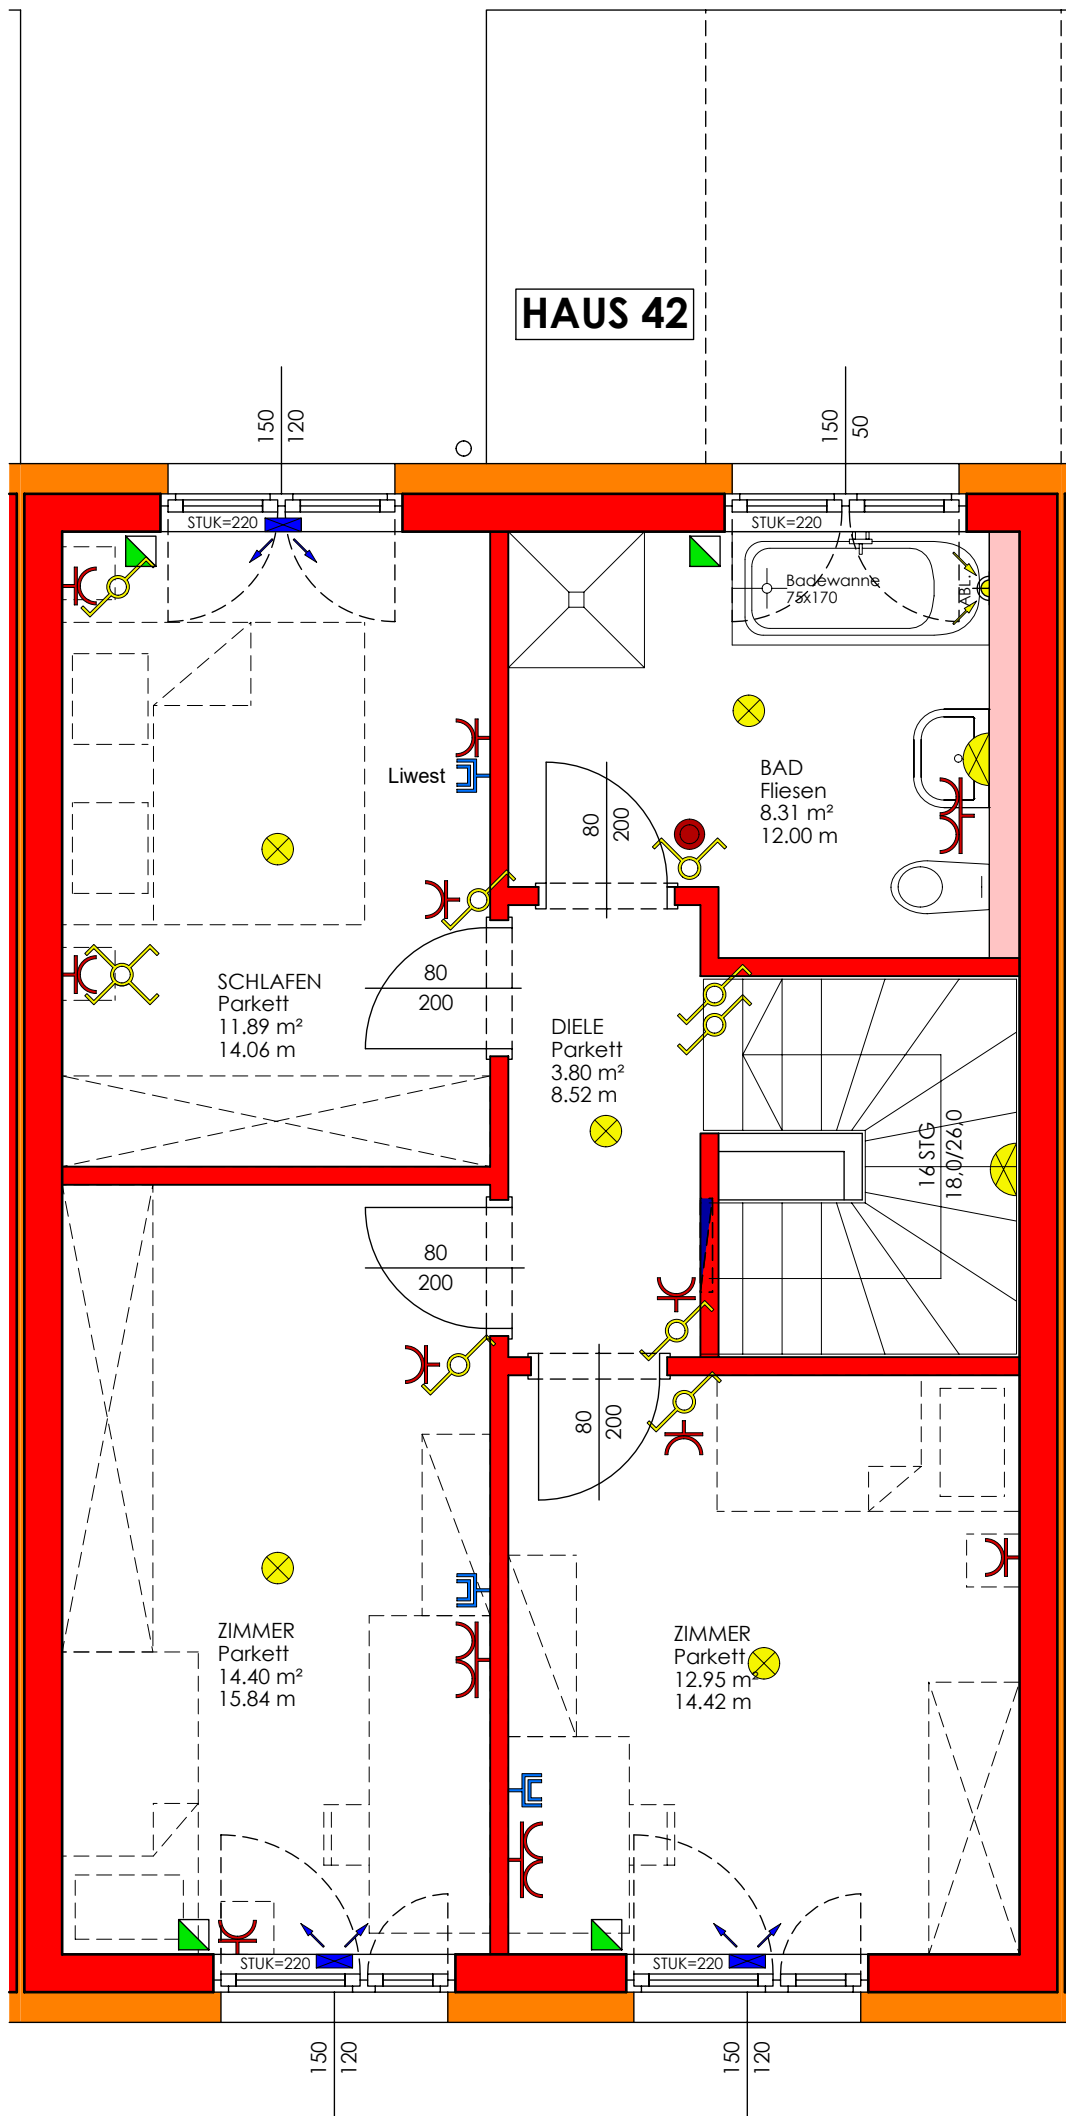 HAUS 42
150
120
150
50
STUK=220
STUK=220
Badewanne
75x170
ABL.
Liwest
BAD
Fliesen
8.31 m²
12.00 m
80
200
SCHLAFEN
Parkett
11.89 m²
14.06 m
80
200
DIELE
Parkett
3.80 m²
8.52 m
16 STG
18,0/26,0
80
200
80
200
ZIMMER
Parkett
14.40 m²
15.84 m
ZIMMER
Parkett
12.95 m²
14.42 m
STUK=220
STUK=220
150
120
150
120